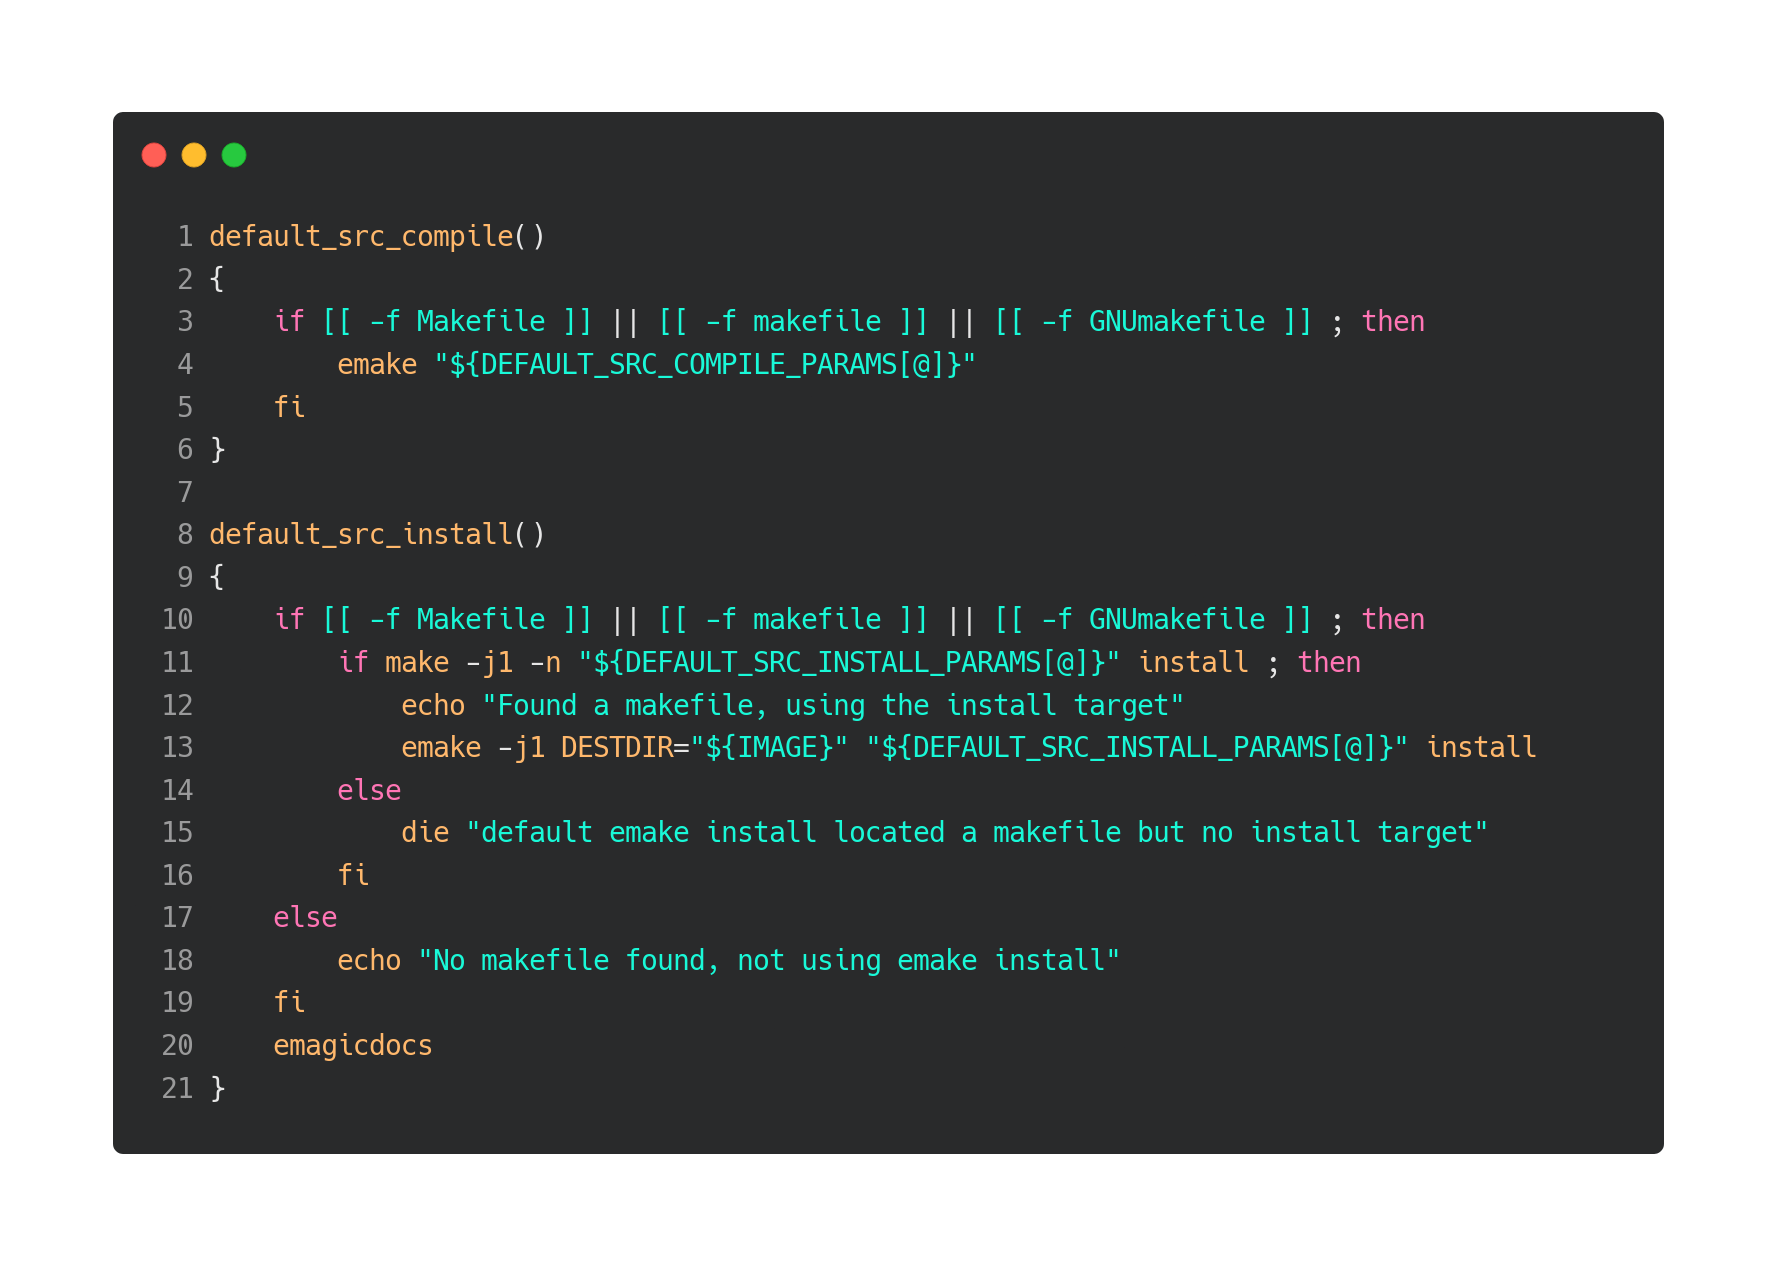 1 default_src_compile()
2 {
3     if [[ -f Makefile ]] || [[ -f makefile ]] || [[ -f GNUmakefile ]] ; then
4         emake "${DEFAULT_SRC_COMPILE_PARAMS[@]}"
5     fi
6 }
7
8 default_src_install()
9 {
10     if [[ -f Makefile ]] || [[ -f makefile ]] || [[ -f GNUmakefile ]] ; then
11         if make -j1 -n "${DEFAULT_SRC_INSTALL_PARAMS[@]}" install ; then
12             echo "Found a makefile, using the install target"
13             emake -j1 DESTDIR="${IMAGE}" "${DEFAULT_SRC_INSTALL_PARAMS[@]}" install
14         else
15             die "default emake install located a makefile but no install target"
16         fi
17     else
18         echo "No makefile found, not using emake install"
19     fi
20     emagicdocs
21 }